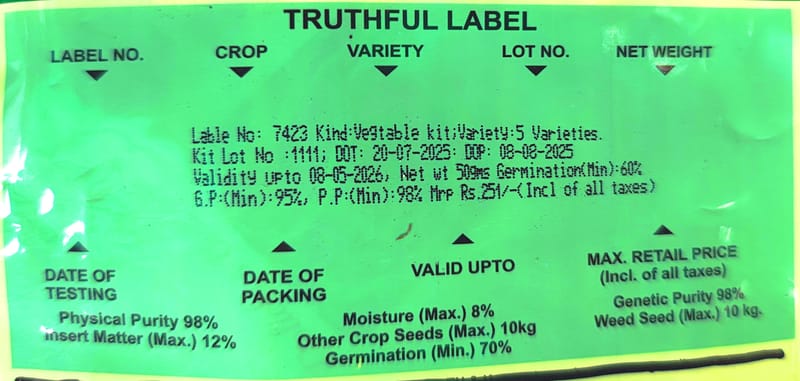 TRUTHFUL LABEL
LABEL NO. CROP VARIETY LOT NO. NET WEIGHT
Lable No: 7423 Kind:Vegtable kit;Variety:5 Varieties.
Kit Lot No :1111; DOT: 20-07-2025: DOP: 08-08-2025
Validity upto 08-05-2026, Net wt 50gms Germination(Min):60%
G.P:(Min):95%, P.P:(Min):98% Mrp Rs.251/-(Incl of all taxes)
DATE OF TESTING DATE OF PACKING VALID UPTO MAX. RETAIL PRICE (Incl. of all taxes)
Physical Purity 98% Moisture (Max.) 8% Genetic Purity 98%
Insert Matter (Max.) 12% Other Crop Seeds (Max.) 10kg Weed Seed (Max.) 10 kg.
Germination (Min.) 70%